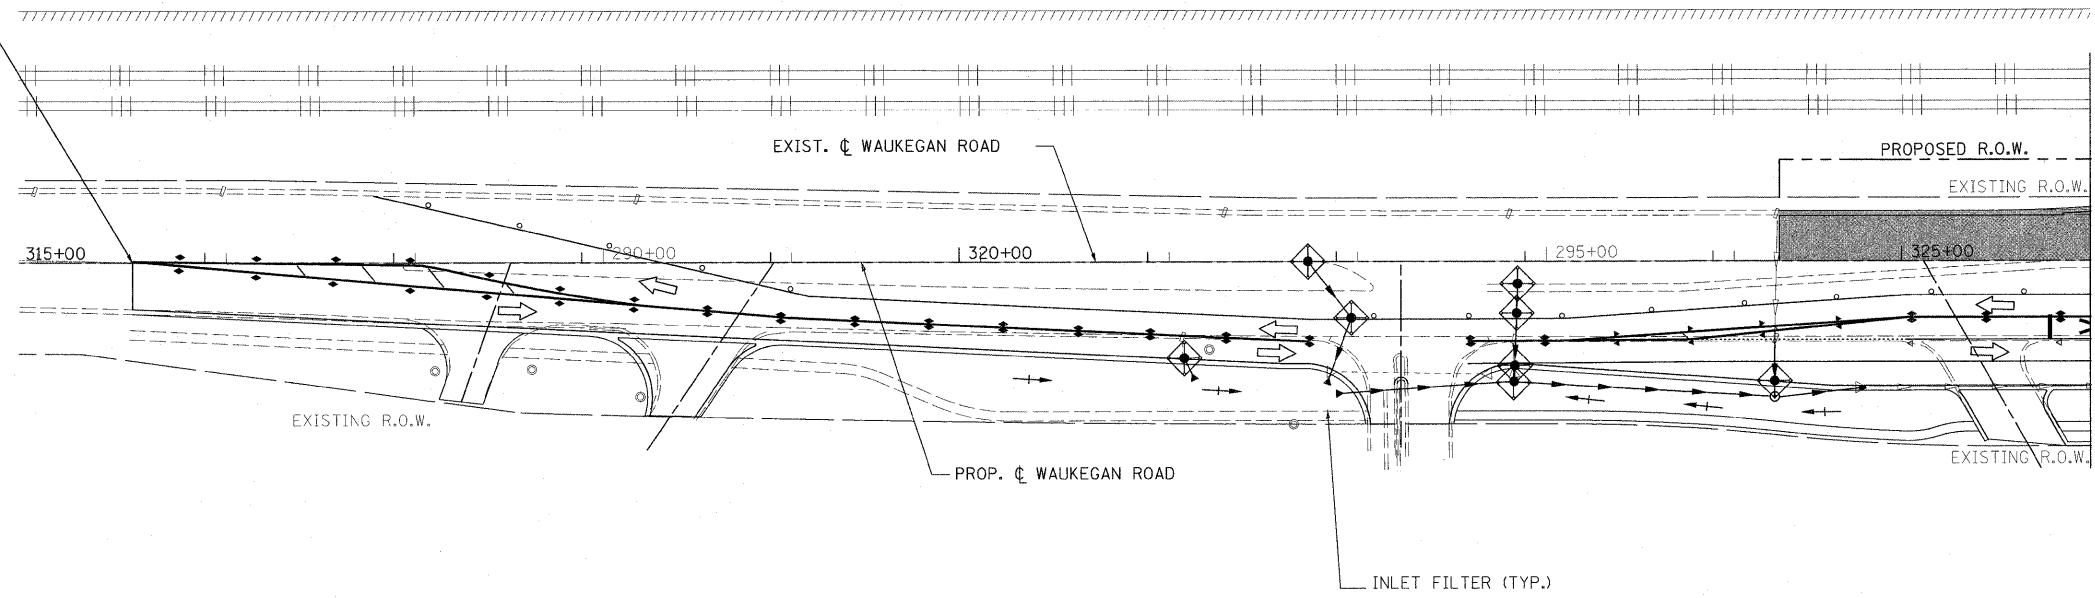 EXIST. ℄ WAUKEGAN ROAD
PROPOSED R.O.W.
EXISTING R.O.W.
315+00
290+00
320+00
295+00
325+00
EXISTING R.O.W.
EXISTING R.O.W.
PROP. ℄ WAUKEGAN ROAD
INLET FILTER (TYP.)